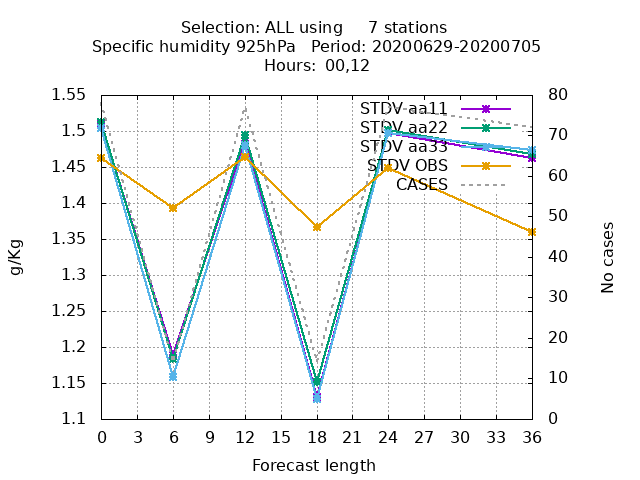 Selection: ALL using 7 stations
Specific humidity 925hPa Period: 20200629-20200705
Hours: 00,12
STDV aa11
STDV aa22
STDV aa33
STDV OBS
CASES
1.55
1.5
1.45
1.4
1.35
1.3
1.25
1.2
1.15
1.1
80
70
60
50
40
30
20
10
0
g/Kg
No cases
0 3 6 9 12 15 18 21 24 27 30 33 36
Forecast length